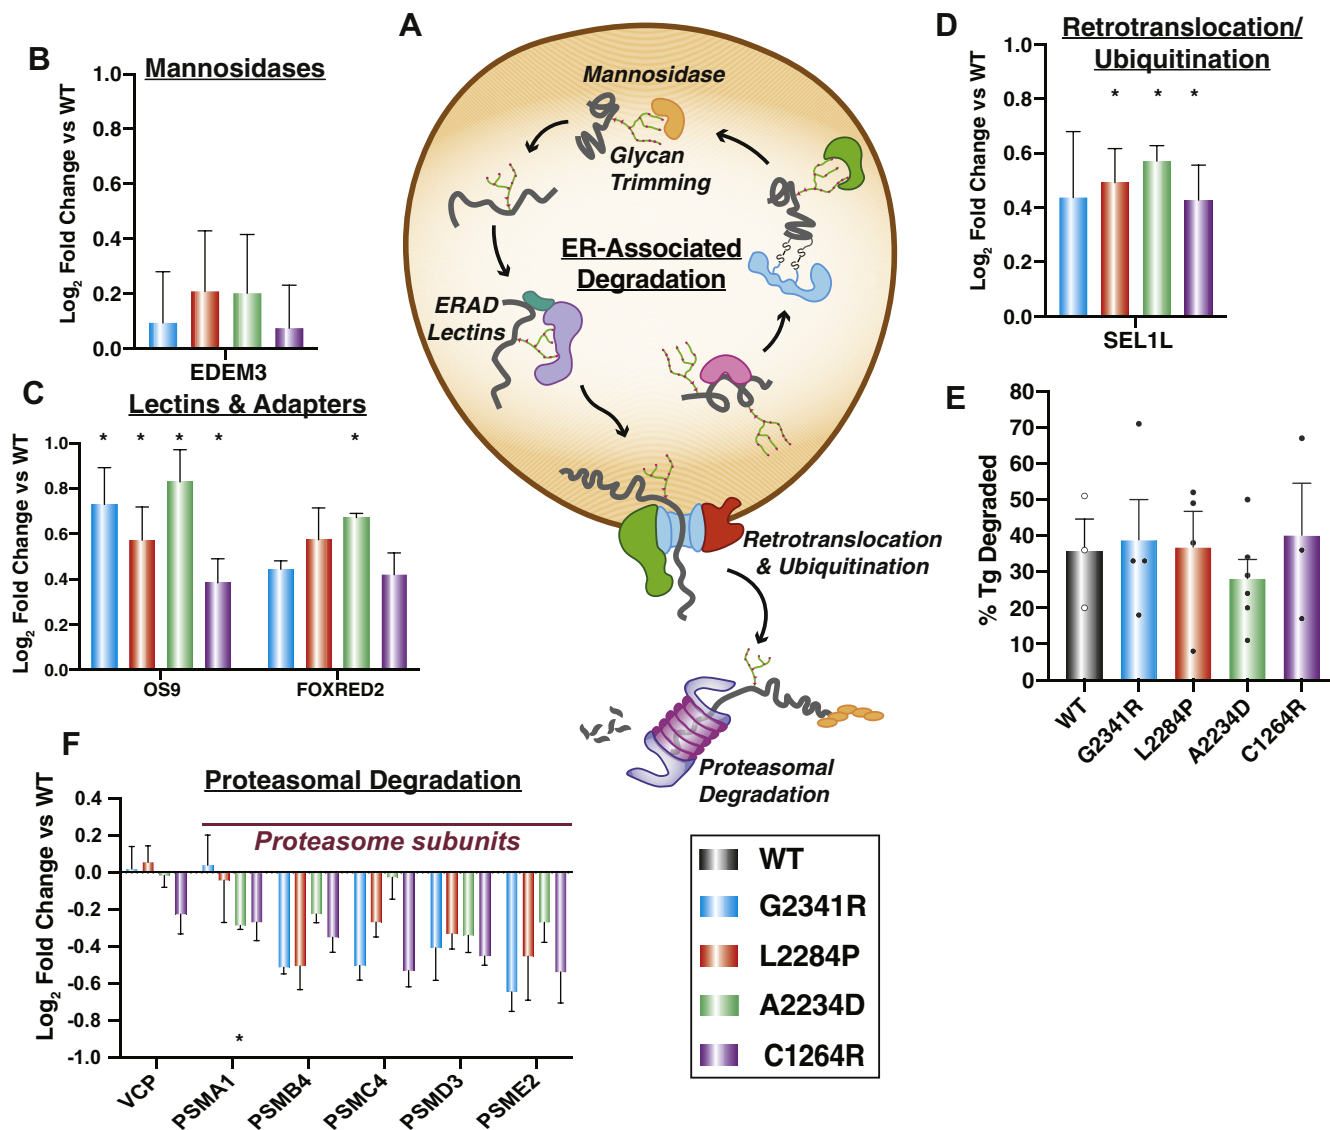 A
Mannosidase
Glycan
Trimming
ER-Associated
Degradation
ERAD
Lectins
Retrotranslocation
& Ubiquitination
Proteasomal
Degradation
S
S
S
S
B
Mannosidases
Log2 Fold Change vs WT
1.0
0.8
0.6
0.4
0.2
0.0
EDEM3
C
Lectins & Adapters
Log2 Fold Change vs WT
1.0
0.8
0.6
0.4
0.2
0.0
* * * * *
OS9 FOXRED2
D
Retrotranslocation/
Ubiquitination
Log2 Fold Change vs WT
1.0
0.8
0.6
0.4
0.2
0.0
* * *
SEL1L
E
% Tg Degraded
80
70
60
50
40
30
20
10
0
WT G2341R L2284P A2234D C1264R
F
Proteasomal Degradation
Proteasome subunits
Log2 Fold Change vs WT
0.4
0.2
0.0
-0.2
-0.4
-0.6
-0.8
-1.0
*
VCP PSMA1 PSMB4 PSMC4 PSMD3 PSME2
WT
G2341R
L2284P
A2234D
C1264R